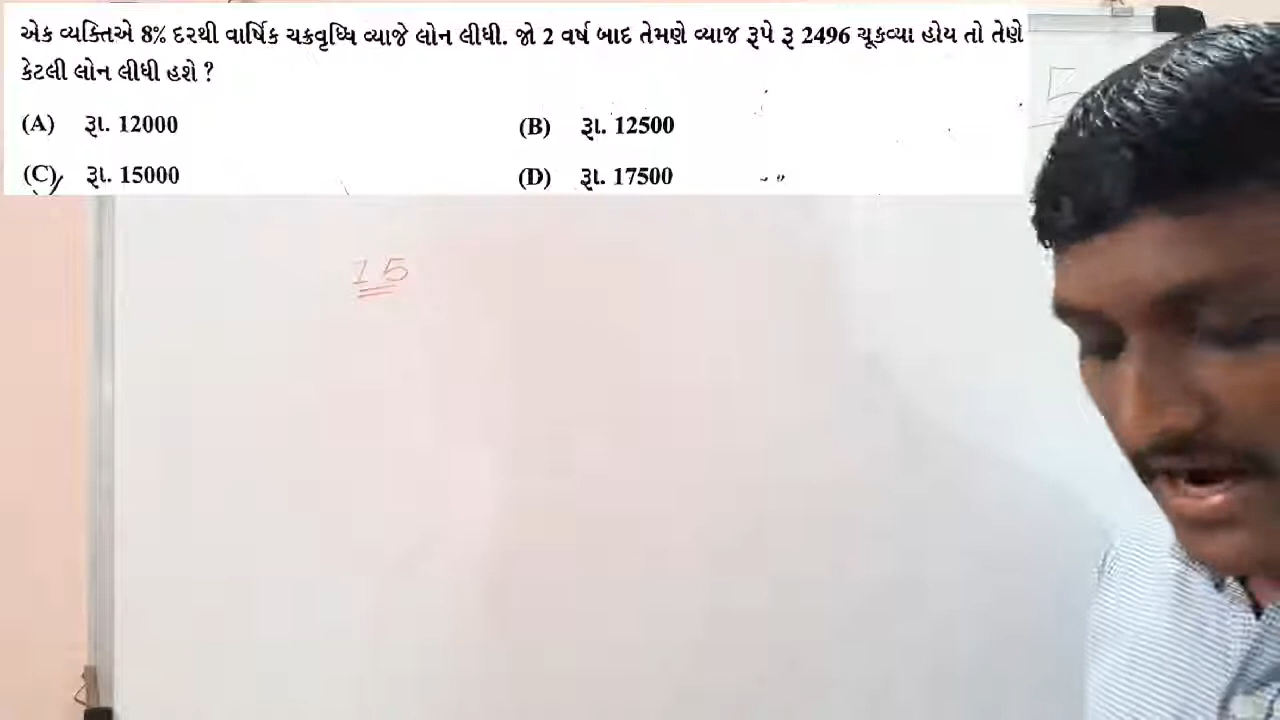 એક વ્યક્તિએ 8% દરથી વાર્ષિક ચક્રવૃધ્ધિ વ્યાજે લોન લીધી. જો 2 વર્ષ બાદ તેમણે વ્યાજ રૂપે રૂ 2496 ચૂકવ્યા હોય તો તેણે
કેટલી લોન લીધી હશે ?
(A) રૂા. 12000 (B) રૂા. 12500
(C) રૂા. 15000 (D) રૂા. 17500
15